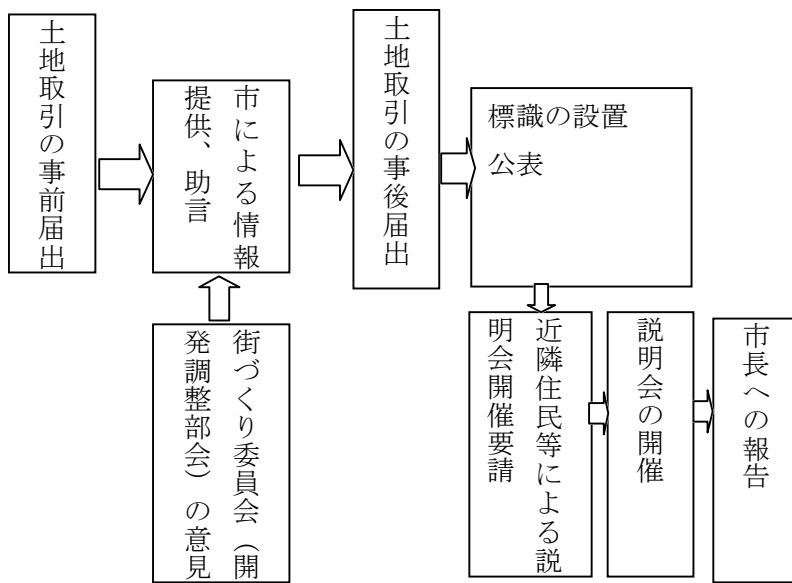 土地取引の事前届出
市による情報
提供、助言
土地取引の事後届出
標識の設置
公表
街づくり委員会（開
発調整部会）の意見
近隣住民等による説
明会開催要請
説明会の開催
市長への報告